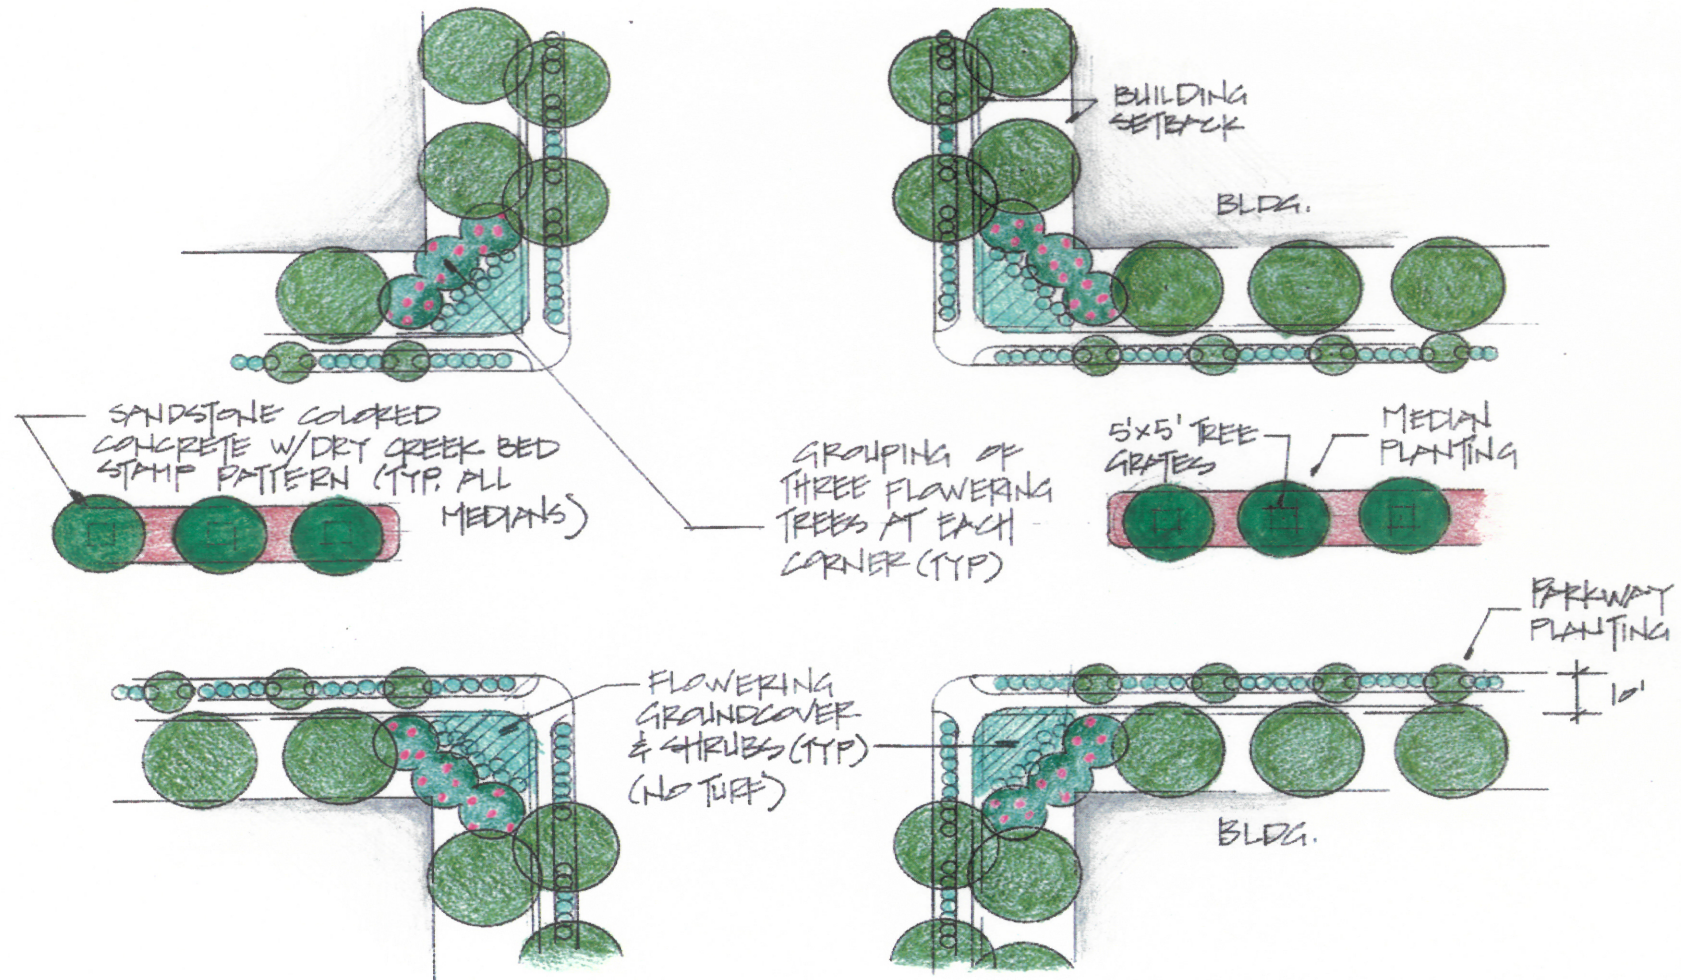 BUILDING
SETBACK
BLDG.
SANDSTONE COLORED
CONCRETE W/DRY CREEK BED
STAMP PATTERN (TYP. ALL
MEDIANS)
GROUPING OF
THREE FLOWERING
TREES AT EACH
CORNER (TYP)
5'x5' TREE
GRATES
MEDIAN
PLANTING
PARKWAY
PLANTING
10'
FLOWERING
GROUNDCOVER
& SHRUBS (TYP)
(NO TURF)
BLDG.